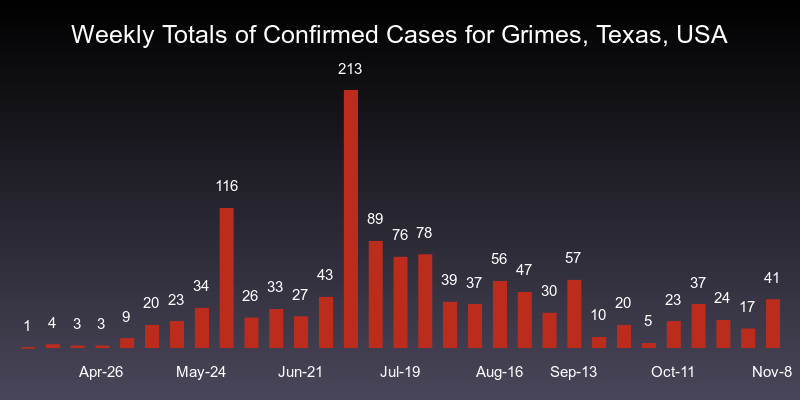 Weekly Totals of Confirmed Cases for Grimes, Texas, USA
1 4 3 3 9 20 23 34 116 26 33 27 43 213 89 76 78 39 37 56 47 30 57 10 20 5 23 37 24 17 41
Apr-26 May-24 Jun-21 Jul-19 Aug-16 Sep-13 Oct-11 Nov-8